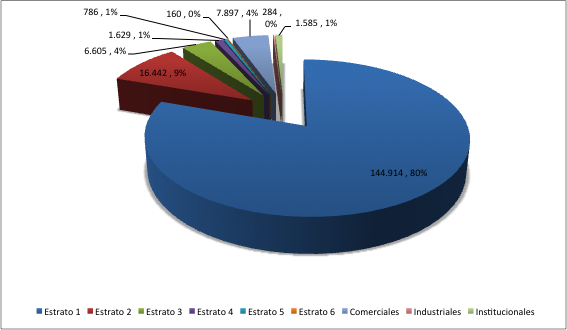 786 , 1%
160 , 0%
7.897 , 4%
284 ,
0%
1.585 , 1%
1.629 , 1%
6.605 , 4%
16.442 , 9%
144.914 , 80%
Estrato 1 Estrato 2 Estrato 3 Estrato 4 Estrato 5 Estrato 6 Comerciales Industriales Institucionales